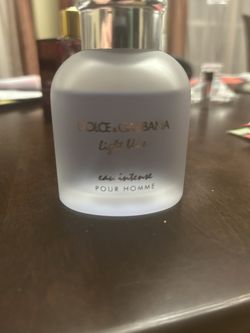 DOLCE & GABBANA
light blue
eau intense
POUR HOMME